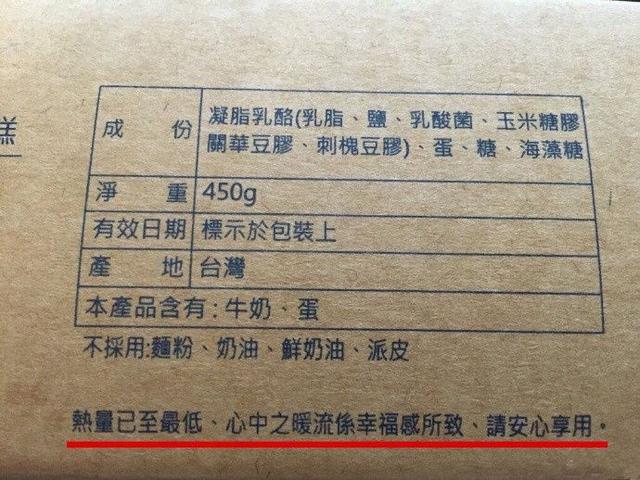 糕
成　份 凝脂乳酪(乳脂、鹽、乳酸菌、玉米糖膠
關華豆膠、刺槐豆膠)、蛋、糖、海藻糖
淨　重 450g
有效日期 標示於包裝上
產　地 台灣
本產品含有：牛奶、蛋
不採用:麵粉、奶油、鮮奶油、派皮
熱量已至最低、心中之暖流係幸福感所致、請安心享用。